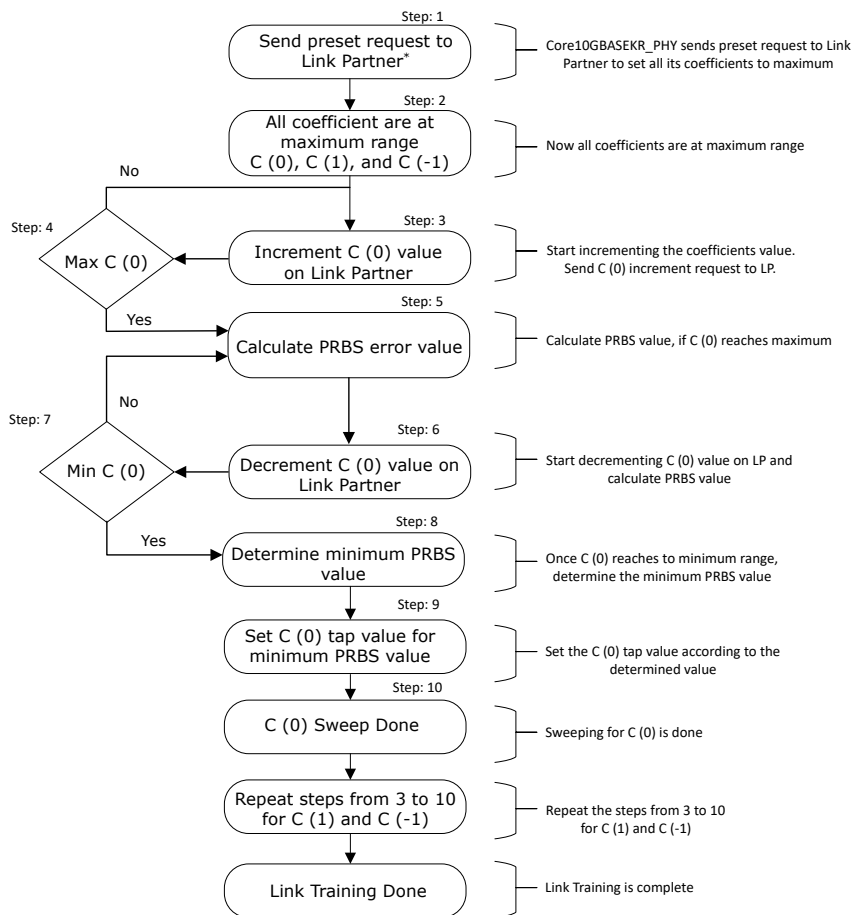 Step: 1
Send preset request to
Link Partner*
Core10GBASEKR_PHY sends preset request to Link
Partner to set all its coefficients to maximum
Step: 2
All coefficient are at
maximum range
C (0), C (1), and C (-1)
Now all coefficients are at maximum range
No
Step: 3
Step: 4
Max C (0)
Increment C (0) value
on Link Partner
Start incrementing the coefficients value.
Send C (0) increment request to LP.
Step: 5
Yes
Calculate PRBS error value
Calculate PRBS value, if C (0) reaches maximum
No
Step: 7
Step: 6
Min C (0)
Decrement C (0) value on
Link Partner
Start decrementing C (0) value on LP and
calculate PRBS value
Step: 8
Yes
Determine minimum PRBS
value
Once C (0) reaches to minimum range,
determine the minimum PRBS value
Step: 9
Set C (0) tap value for
minimum PRBS value
Set the C (0) tap value according to the
determined value
Step: 10
C (0) Sweep Done
Sweeping for C (0) is done
Repeat steps from 3 to 10
for C (1) and C (-1)
Repeat the steps from 3 to 10
for C (1) and C (-1)
Link Training Done
Link Training is complete